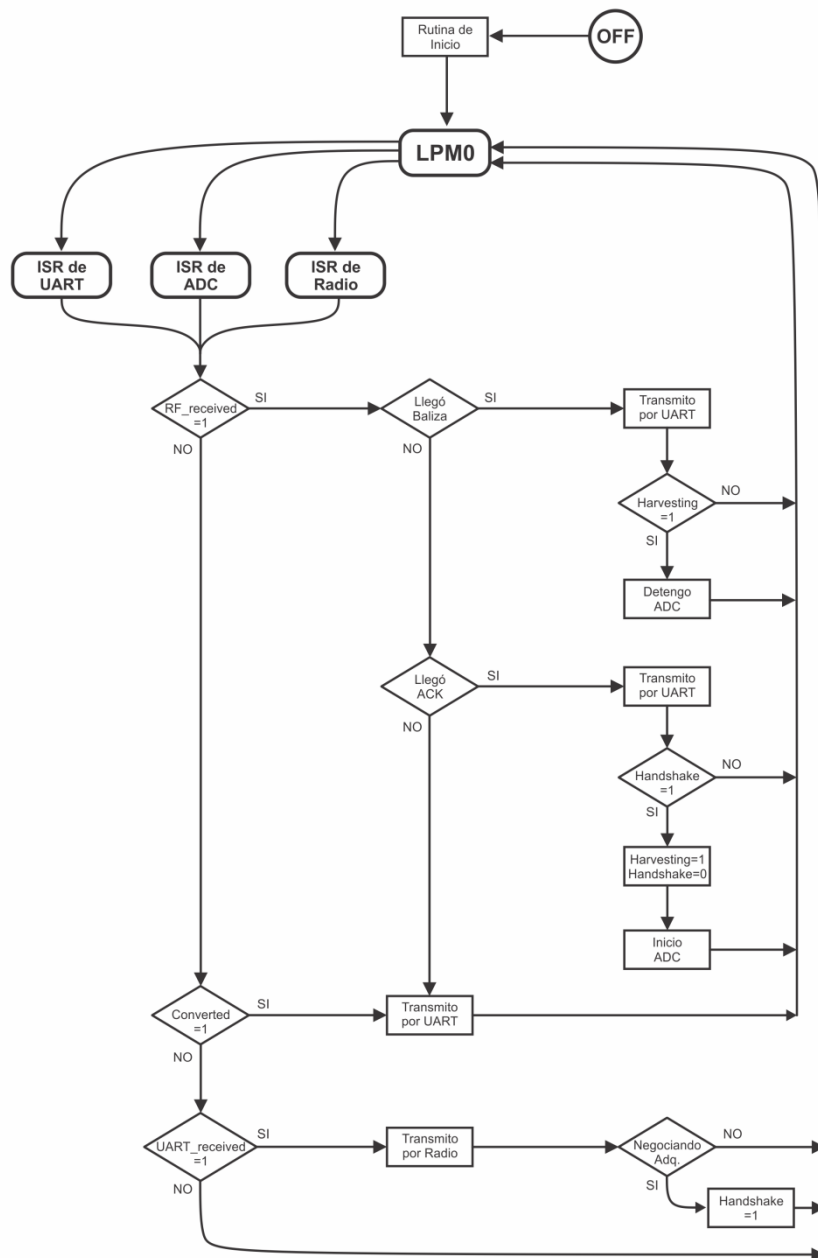 Rutina de
Inicio
OFF
LPM0
ISR de
UART
ISR de
ADC
ISR de
Radio
RF_received
=1
SI
NO
Llegó
Baliza
SI
NO
Transmito
por UART
Harvesting
=1
NO
SI
Detengo
ADC
Llegó
ACK
SI
NO
Transmito
por UART
Handshake
=1
NO
SI
Harvesting=1
Handshake=0
Inicio
ADC
Converted
=1
SI
NO
Transmito
por UART
UART_received
=1
SI
NO
Transmito
por Radio
Negociando
Adq.
NO
SI
Handshake
=1